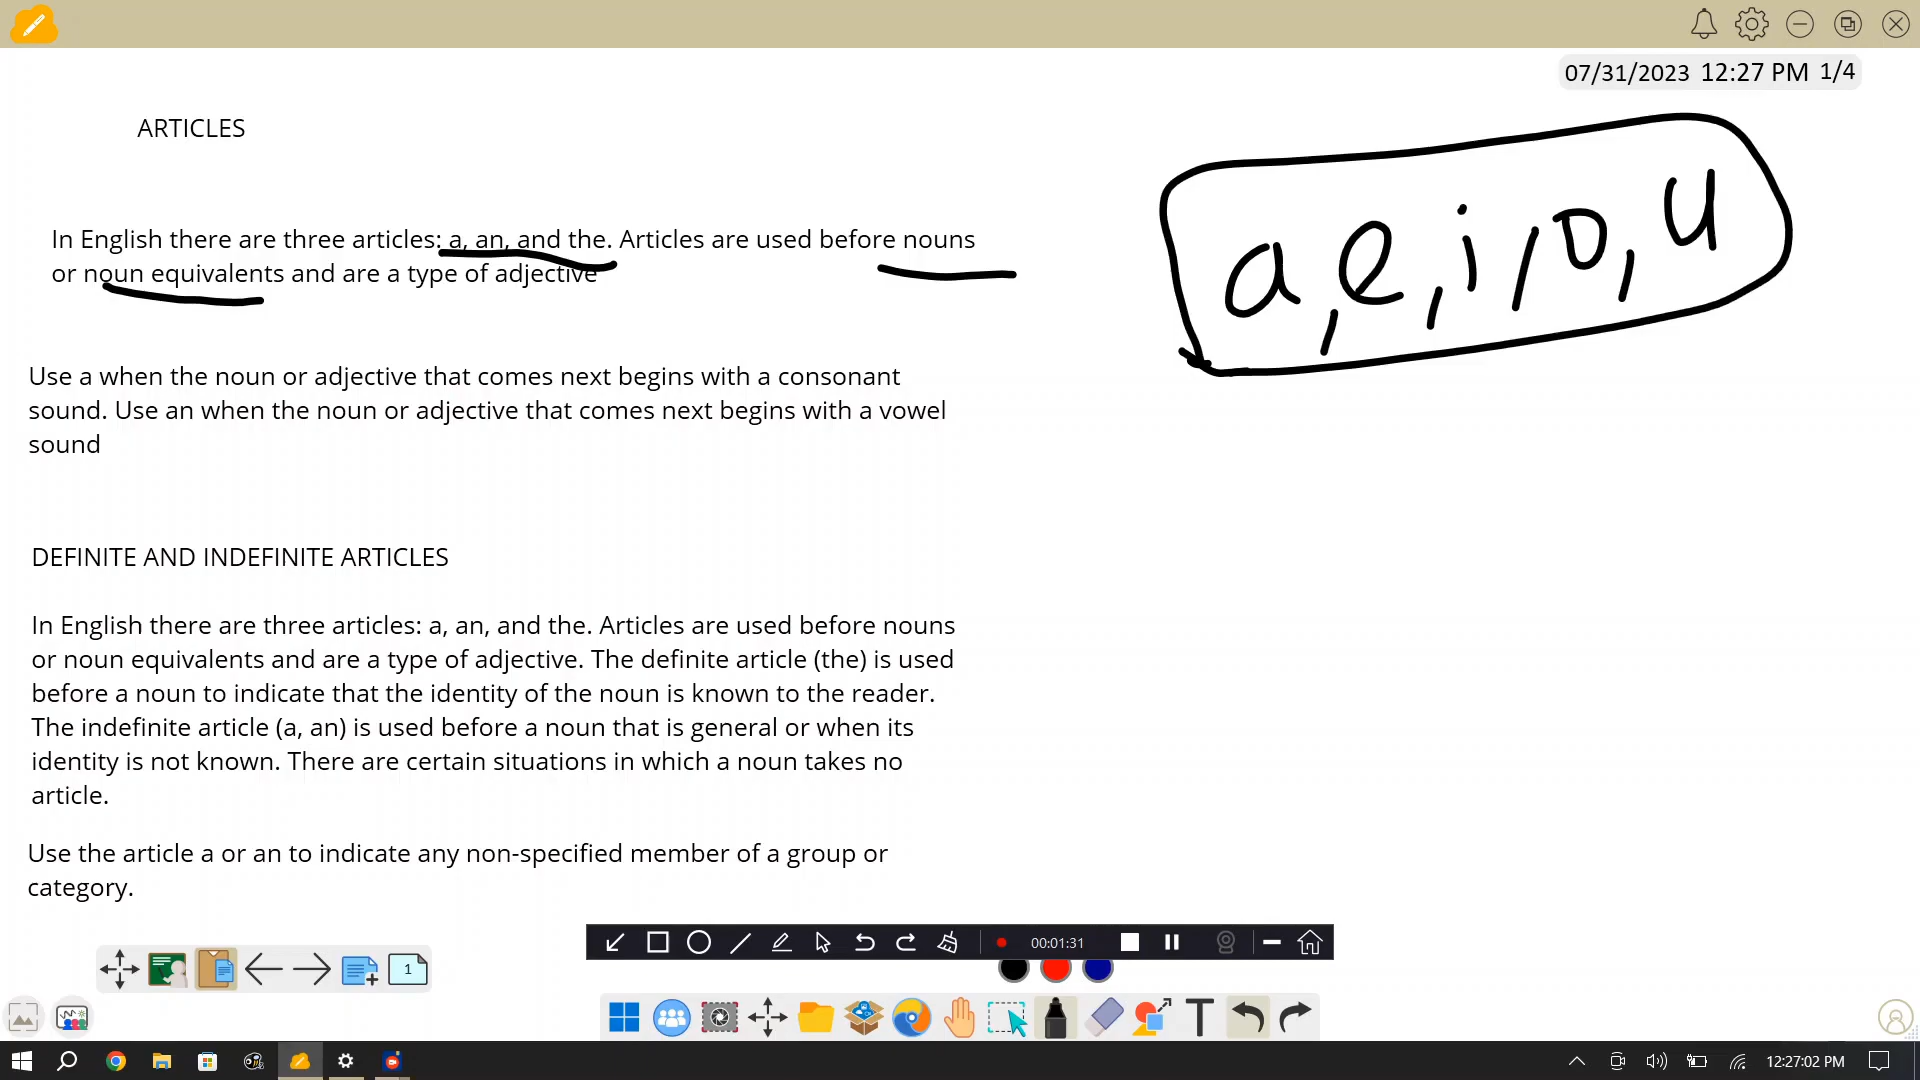 07/31/2023 12:27 PM 1/4
ARTICLES
In English there are three articles: a, an, and the. Articles are used before nouns
or noun equivalents and are a type of adjective
a, e, i, o, u
Use a when the noun or adjective that comes next begins with a consonant
sound. Use an when the noun or adjective that comes next begins with a vowel
sound
DEFINITE AND INDEFINITE ARTICLES
In English there are three articles: a, an, and the. Articles are used before nouns
or noun equivalents and are a type of adjective. The definite article (the) is used
before a noun to indicate that the identity of the noun is known to the reader.
The indefinite article (a, an) is used before a noun that is general or when its
identity is not known. There are certain situations in which a noun takes no
article.
Use the article a or an to indicate any non-specified member of a group or
category.
00:01:31
1
T
12:27:02 PM